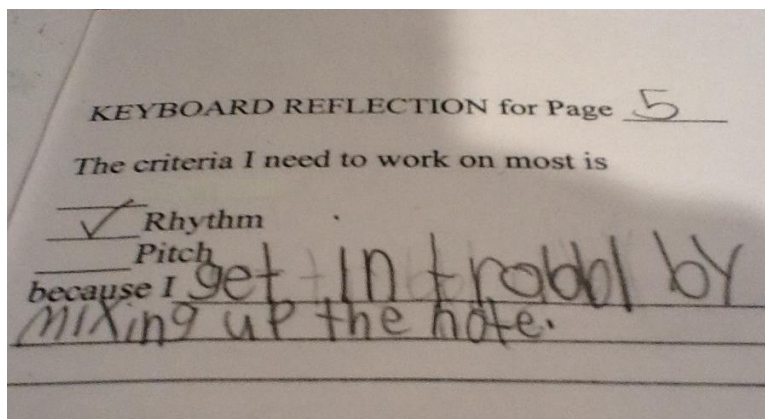 KEYBOARD REFLECTION for Page 5
The criteria I need to work on most is
✓ Rhythm
Pitch
because I get in trobbl by
mixing up the note.